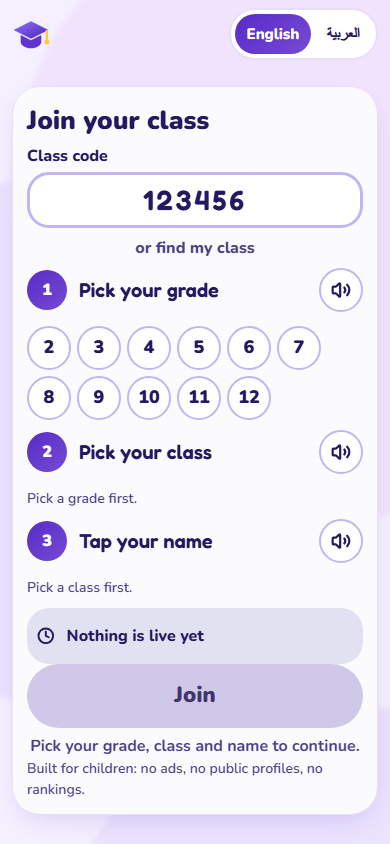 English
العربية
Join your class
Class code
123456
or find my class
1 Pick your grade
2 3 4 5 6 7
8 9 10 11 12
2 Pick your class
Pick a grade first.
3 Tap your name
Pick a class first.
Nothing is live yet
Join
Pick your grade, class and name to continue.
Built for children: no ads, no public profiles, no
rankings.